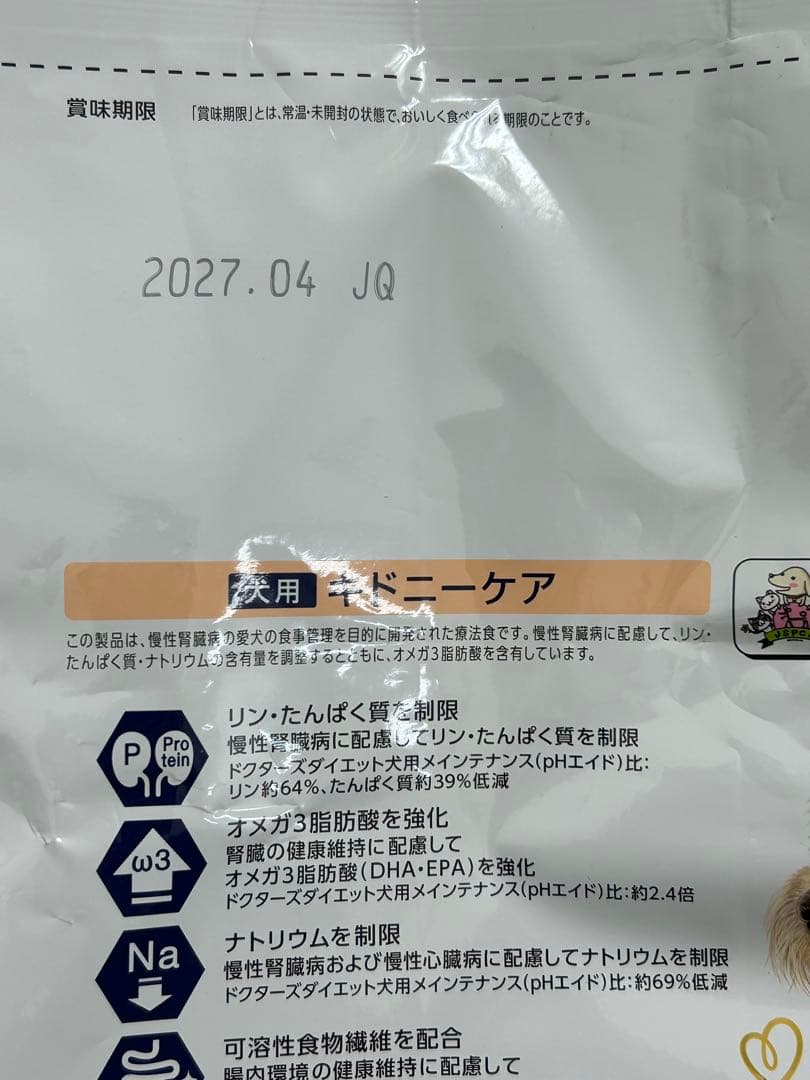 賞味期限
「賞味期限」とは、常温・未開封の状態で、おいしく食べられる期限のことです。
2027.04 JQ
犬用 キドニーケア
この製品は、慢性腎臓病の愛犬の食事管理を目的に開発された療法食です。慢性腎臓病に配慮して、リン・
たんぱく質・ナトリウムの含有量を調整するとともに、オメガ3脂肪酸を含有しています。
J.S.P.C.A
P Pro
tein
リン・たんぱく質を制限
慢性腎臓病に配慮してリン・たんぱく質を制限
ドクターズダイエット犬用メインテナンス(pHエイド)比:
リン約64%、たんぱく質約39%低減
ω3
オメガ3脂肪酸を強化
腎臓の健康維持に配慮して
オメガ3脂肪酸(DHA・EPA)を強化
ドクターズダイエット犬用メインテナンス(pHエイド)比:約2.4倍
Na
ナトリウムを制限
慢性腎臓病および慢性心臓病に配慮してナトリウムを制限
ドクターズダイエット犬用メインテナンス(pHエイド)比:約69%低減
可溶性食物繊維を配合
腸内環境の健康維持に配慮して